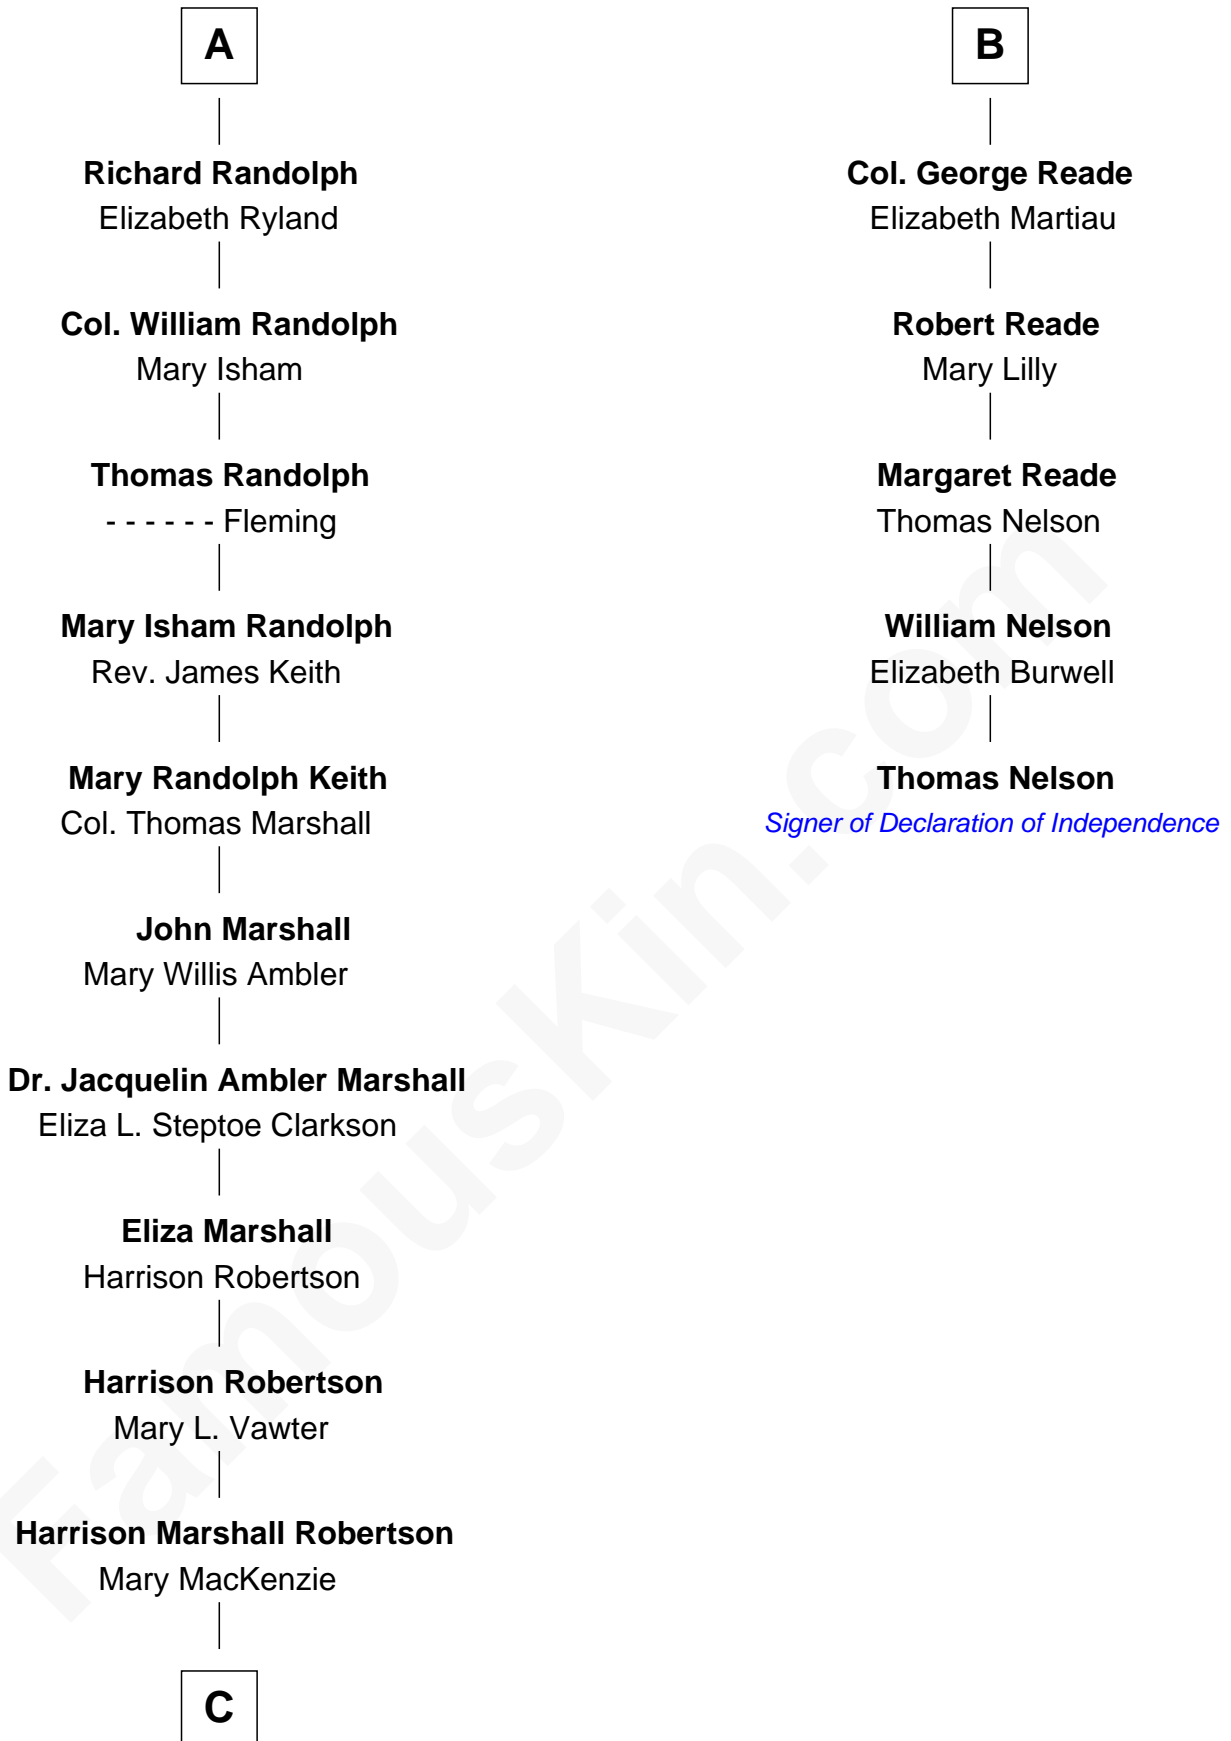 A
Richard Randolph
Elizabeth Ryland
Col. William Randolph
Mary Isham
Thomas Randolph
- - - - - - Fleming
Mary Isham Randolph
Rev. James Keith
Mary Randolph Keith
Col. Thomas Marshall
John Marshall
Mary Willis Ambler
Dr. Jacquelin Ambler Marshall
Eliza L. Steptoe Clarkson
Eliza Marshall
Harrison Robertson
Harrison Robertson
Mary L. Vawter
Harrison Marshall Robertson
Mary MacKenzie
C
B
Col. George Reade
Elizabeth Martiau
Robert Reade
Mary Lilly
Margaret Reade
Thomas Nelson
William Nelson
Elizabeth Burwell
Thomas Nelson
Signer of Declaration of Independence
FamousKin.com